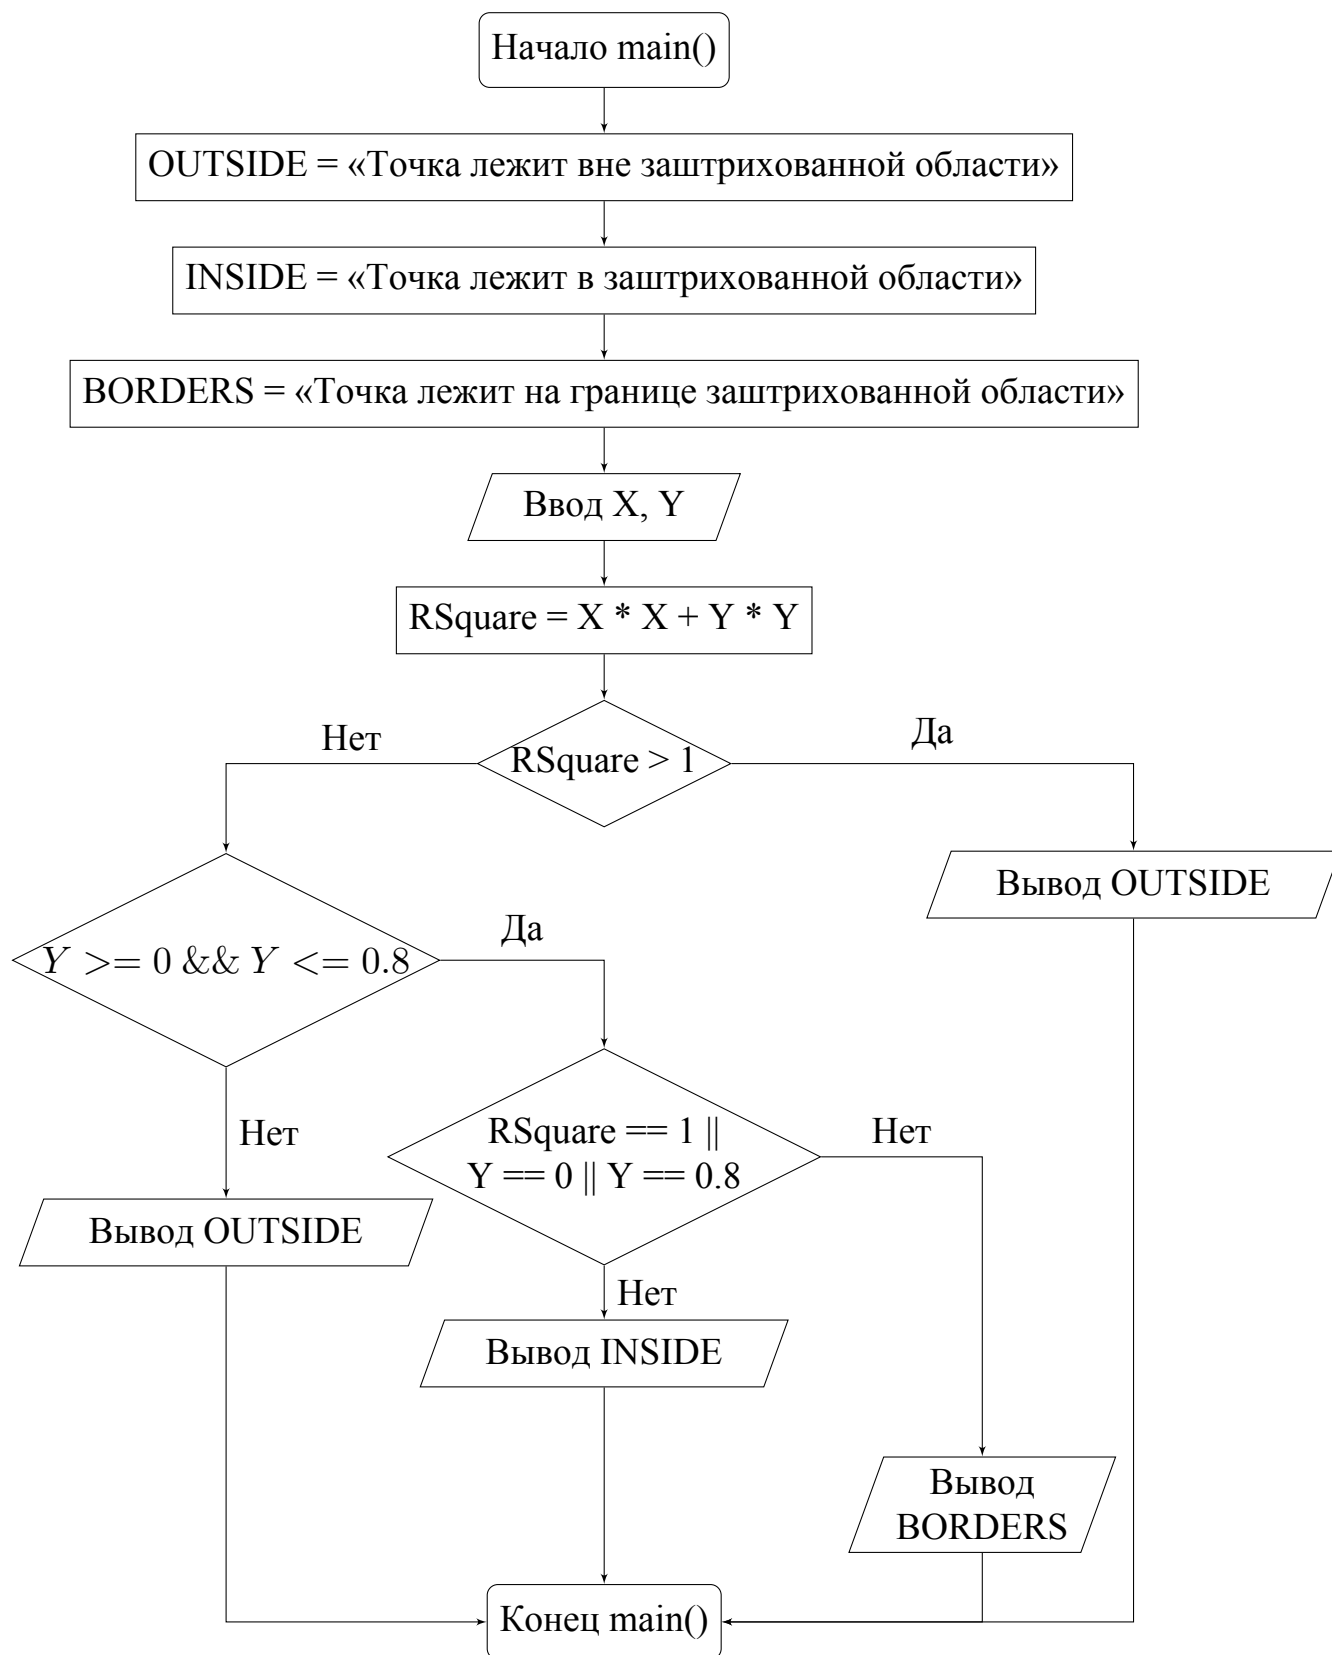 Начало main()
OUTSIDE = «Точка лежит вне заштрихованной области»
INSIDE = «Точка лежит в заштрихованной области»
BORDERS = «Точка лежит на границе заштрихованной области»
Ввод X, Y
RSquare = X * X + Y * Y
RSquare > 1
Нет
Да
Вывод OUTSIDE
Y >= 0 && Y <= 0.8
Да
Нет
Вывод OUTSIDE
RSquare == 1 ||
Y == 0 || Y == 0.8
Нет
Нет
Вывод INSIDE
Вывод
BORDERS
Конец main()